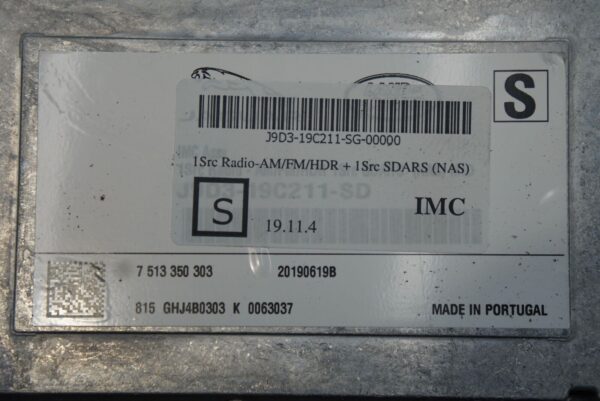 S
J9D3-19C211-SG-00000
1Src Radio-AM/FM/HDR + 1Src SDARS (NAS)
J9D3-19C211-SD
S
19.11.4
IMC
7 513 350 303
20190619B
815 GHJ4B0303 K 0063037
MADE IN PORTUGAL